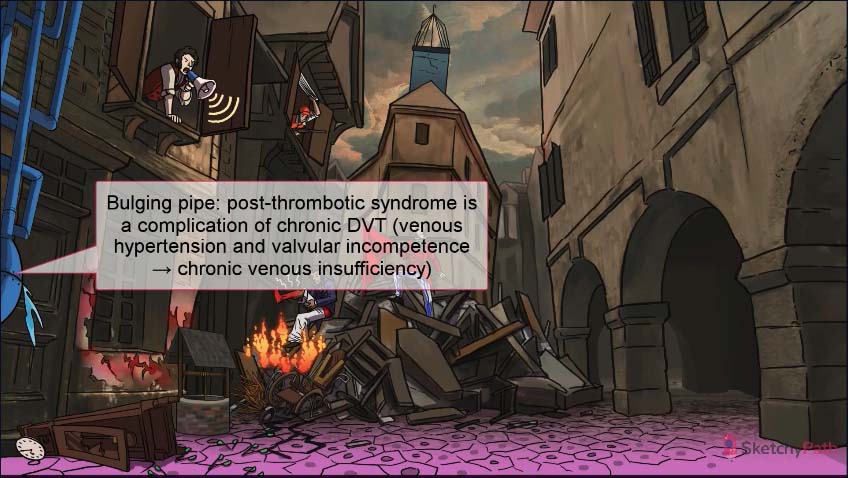 Bulging pipe: post-thrombotic syndrome is
a complication of chronic DVT (venous
hypertension and valvular incompetence
→ chronic venous insufficiency)
SketchyPath